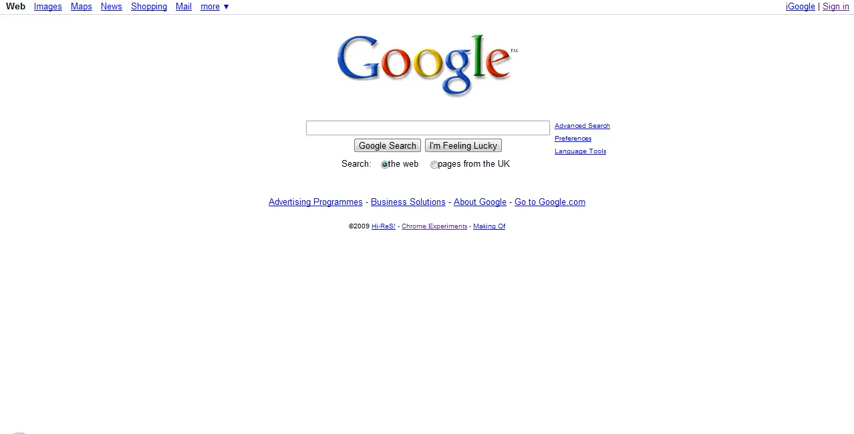 Web Images Maps News Shopping Mail more ▼ iGoogle | Sign in
Google™
Advanced Search
Preferences
Language Tools
Google Search I'm Feeling Lucky
Search: the web pages from the UK
Advertising Programmes - Business Solutions - About Google - Go to Google.com
©2009 Hi-ReS! - Chrome Experiments - Making Of